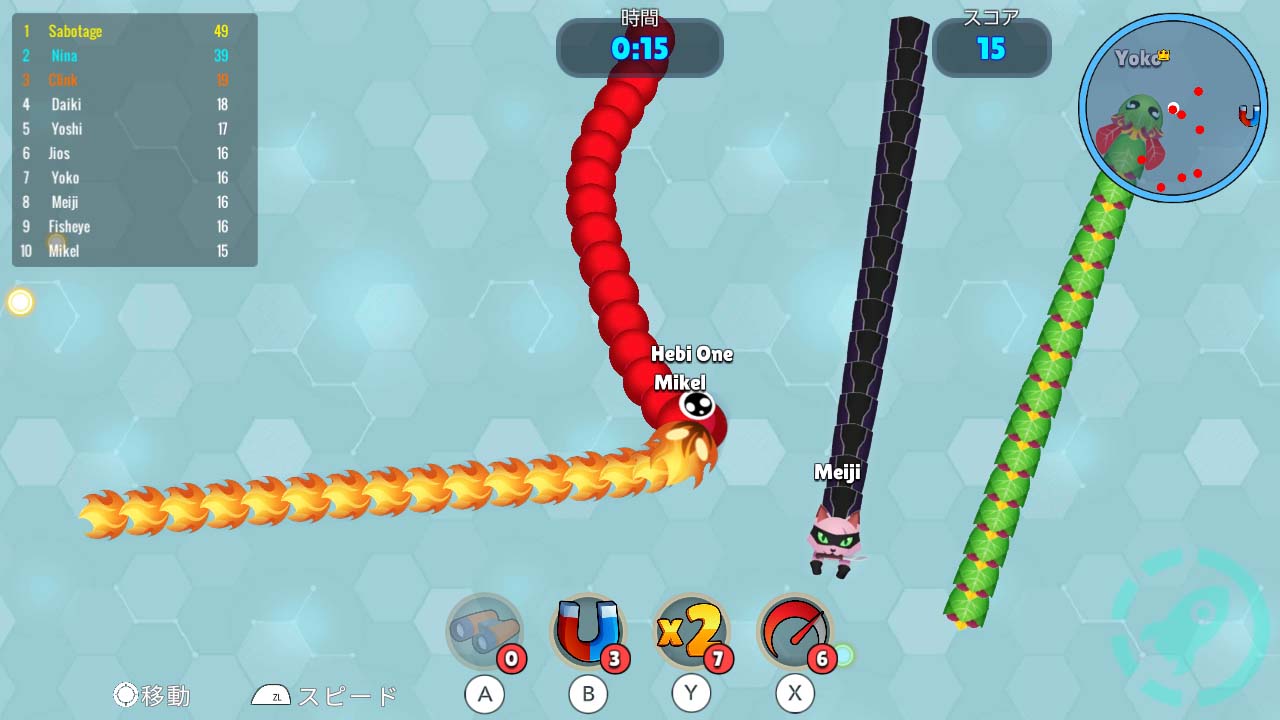 1 Sabotage 49
2 Nina 39
3 C0nk 19
4 Daiki 18
5 Yoshi 17
6 Jios 16
7 Yoko 16
8 Meiji 16
9 Fisheye 16
10 Mikel 15
時間
0:15
スコア
15
Yoko
Hebi One
Mikel
Meiji
x2
0
3
7
6
A
B
Y
X
移動
ZL スピード